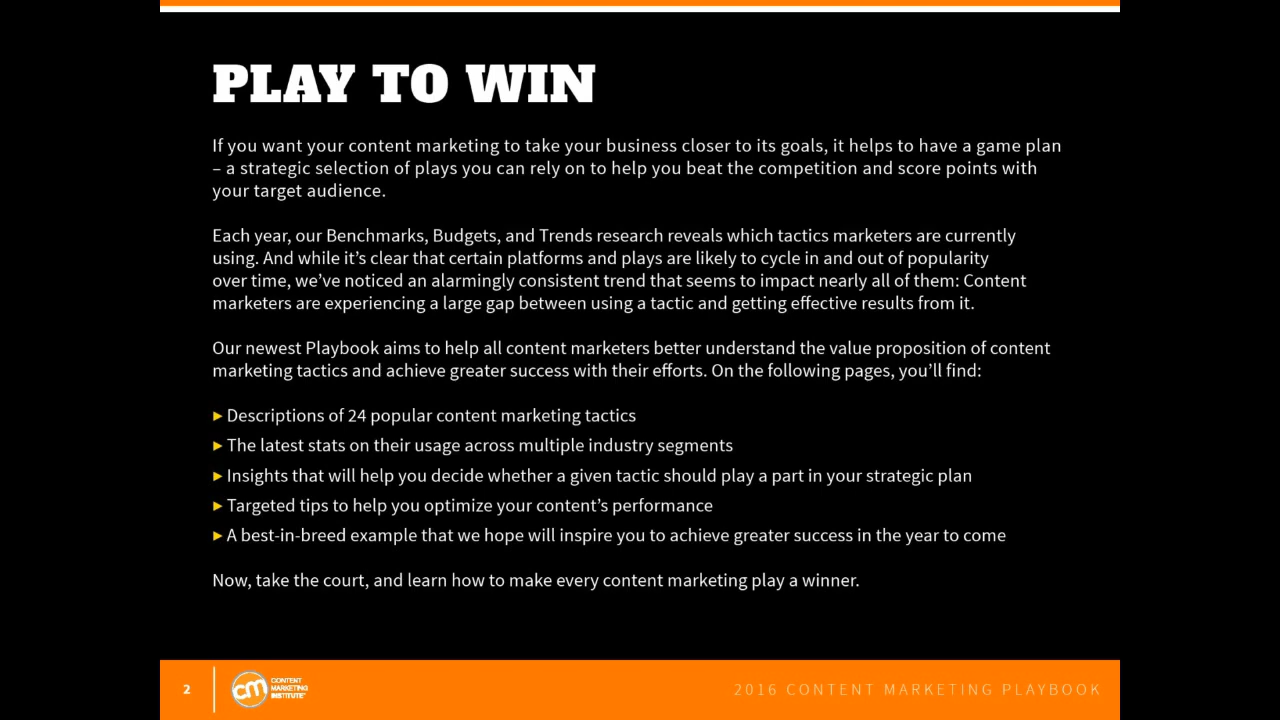 PLAY TO WIN
If you want your content marketing to take your business closer to its goals, it helps to have a game plan
– a strategic selection of plays you can rely on to help you beat the competition and score points with
your target audience.
Each year, our Benchmarks, Budgets, and Trends research reveals which tactics marketers are currently
using. And while it’s clear that certain platforms and plays are likely to cycle in and out of popularity
over time, we’ve noticed an alarmingly consistent trend that seems to impact nearly all of them: Content
marketers are experiencing a large gap between using a tactic and getting effective results from it.
Our newest Playbook aims to help all content marketers better understand the value proposition of content
marketing tactics and achieve greater success with their efforts. On the following pages, you’ll find:
▸ Descriptions of 24 popular content marketing tactics
▸ The latest stats on their usage across multiple industry segments
▸ Insights that will help you decide whether a given tactic should play a part in your strategic plan
▸ Targeted tips to help you optimize your content’s performance
▸ A best-in-breed example that we hope will inspire you to achieve greater success in the year to come
Now, take the court, and learn how to make every content marketing play a winner.
2
cm
CONTENT
MARKETING
INSTITUTE
2016 CONTENT MARKETING PLAYBOOK